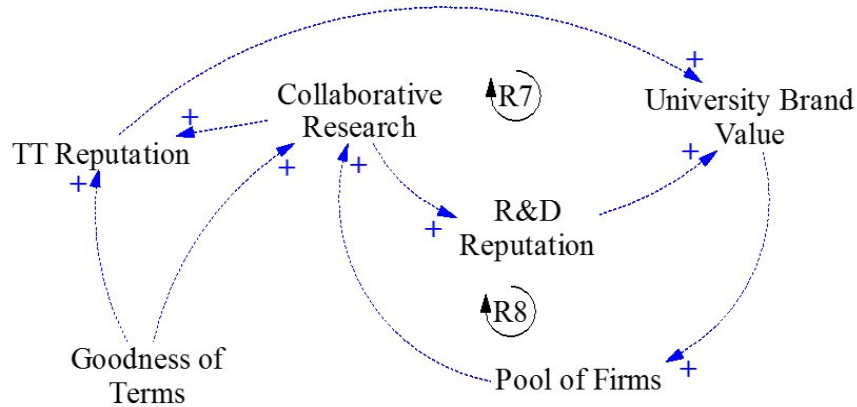 Collaborative
Research
R7
University Brand
Value
TT Reputation
R&D
Reputation
R8
Goodness of
Terms
Pool of Firms
+
+
+
+
+
+
+
+
+